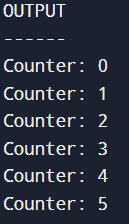 OUTPUT
------
Counter: 0
Counter: 1
Counter: 2
Counter: 3
Counter: 4
Counter: 5